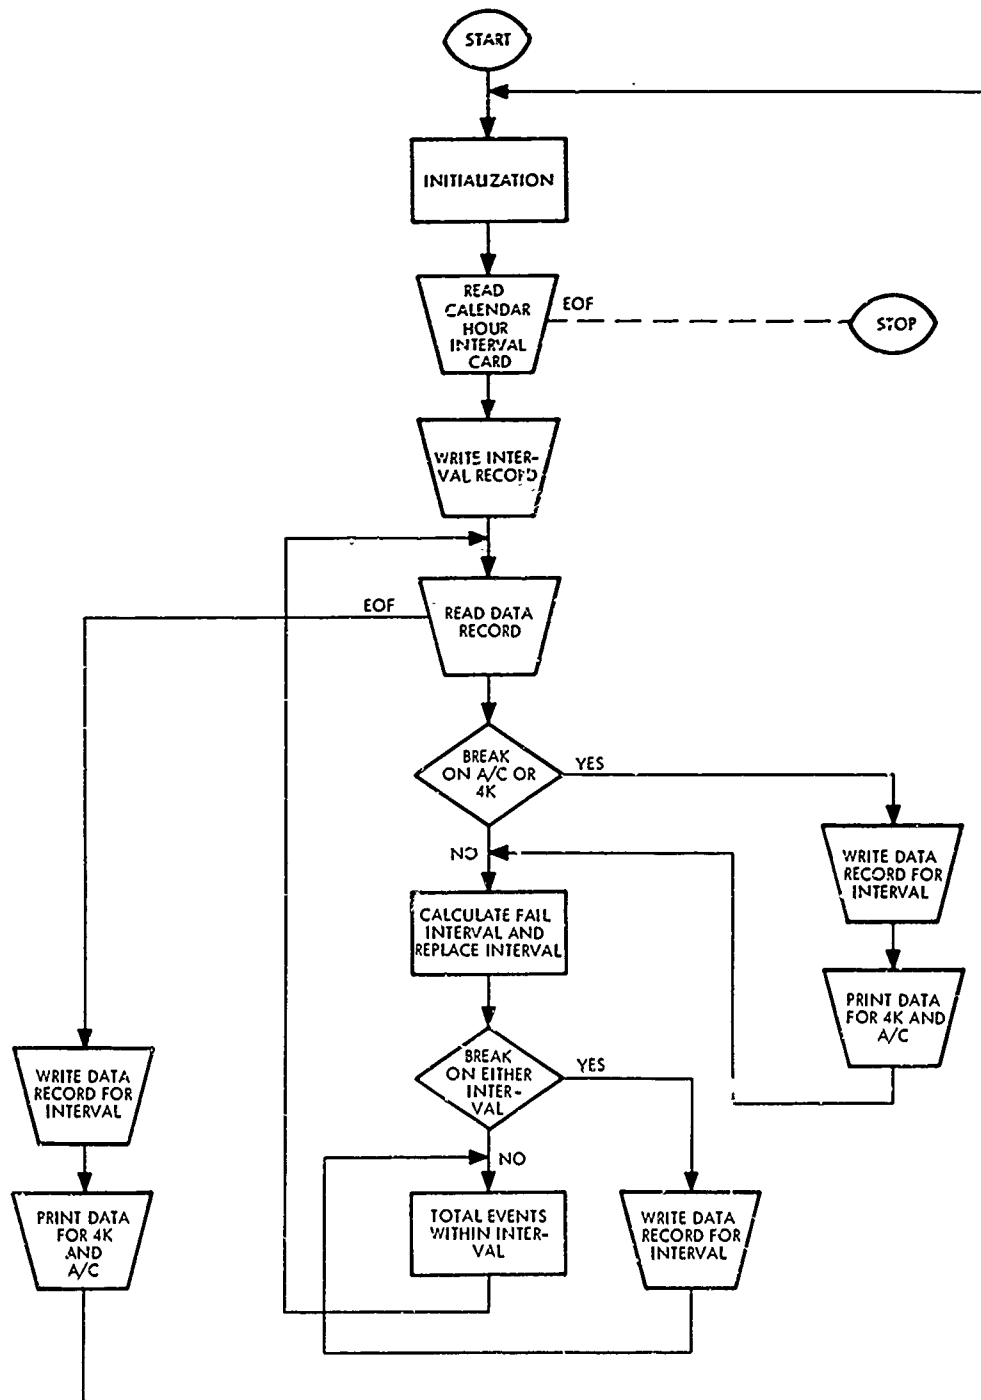 START
INITIALIZATION
READ
CALENDAR
HOUR
INTERVAL
CARD
EOF
STOP
WRITE INTER-
VAL RECORD
EOF
READ DATA
RECORD
BREAK
ON A/C OR
4K
YES
NO
WRITE DATA
RECORD FOR
INTERVAL
CALCULATE FAIL
INTERVAL AND
REPLACE INTERVAL
PRINT DATA
FOR 4K AND
A/C
BREAK
ON EITHER
INTER-
VAL
YES
WRITE DATA
RECORD FOR
INTERVAL
NO
PRINT DATA
FOR 4K
AND
A/C
TOTAL EVENTS
WITHIN INTER-
VAL
WRITE DATA
RECORD FOR
INTERVAL